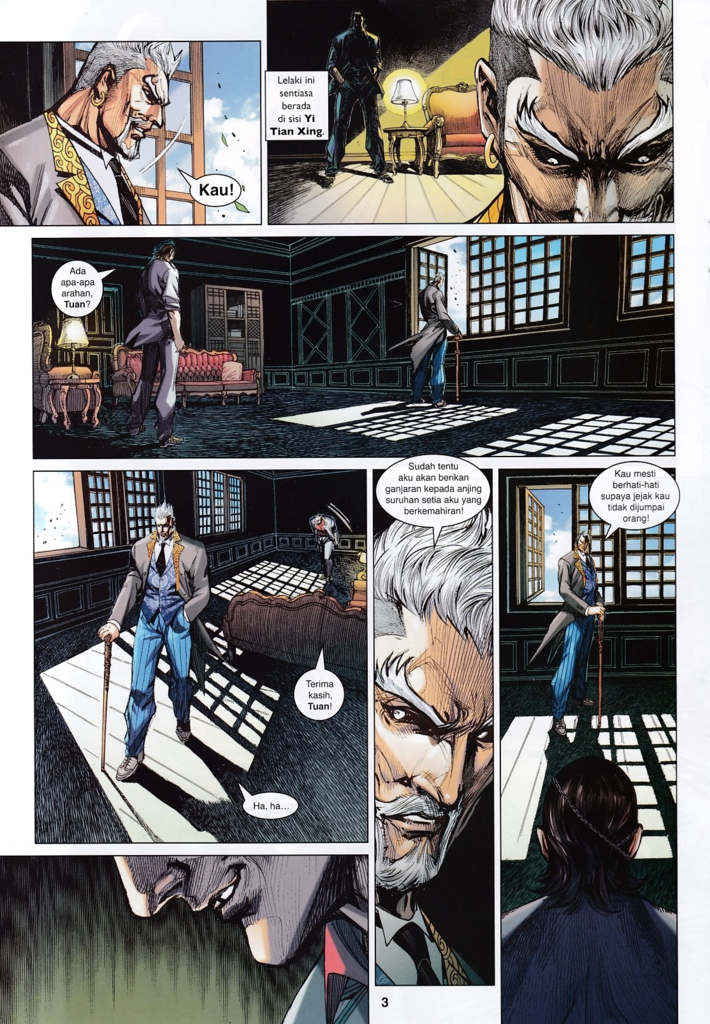 Lelaki ini
sentiasa
berada
di sisi Yi
Tian Xing.
Kau!
Ada
apa-apa
arahan,
Tuan?
Kau mesti
berhati-hati
supaya jejak kau
tidak dijumpai
orang!
Sudah tentu
aku akan berikan
ganjaran kepada anjing
suruhan setia aku yang
berkemahiran!
Terima
kasih,
Tuan!
Ha, ha...
3